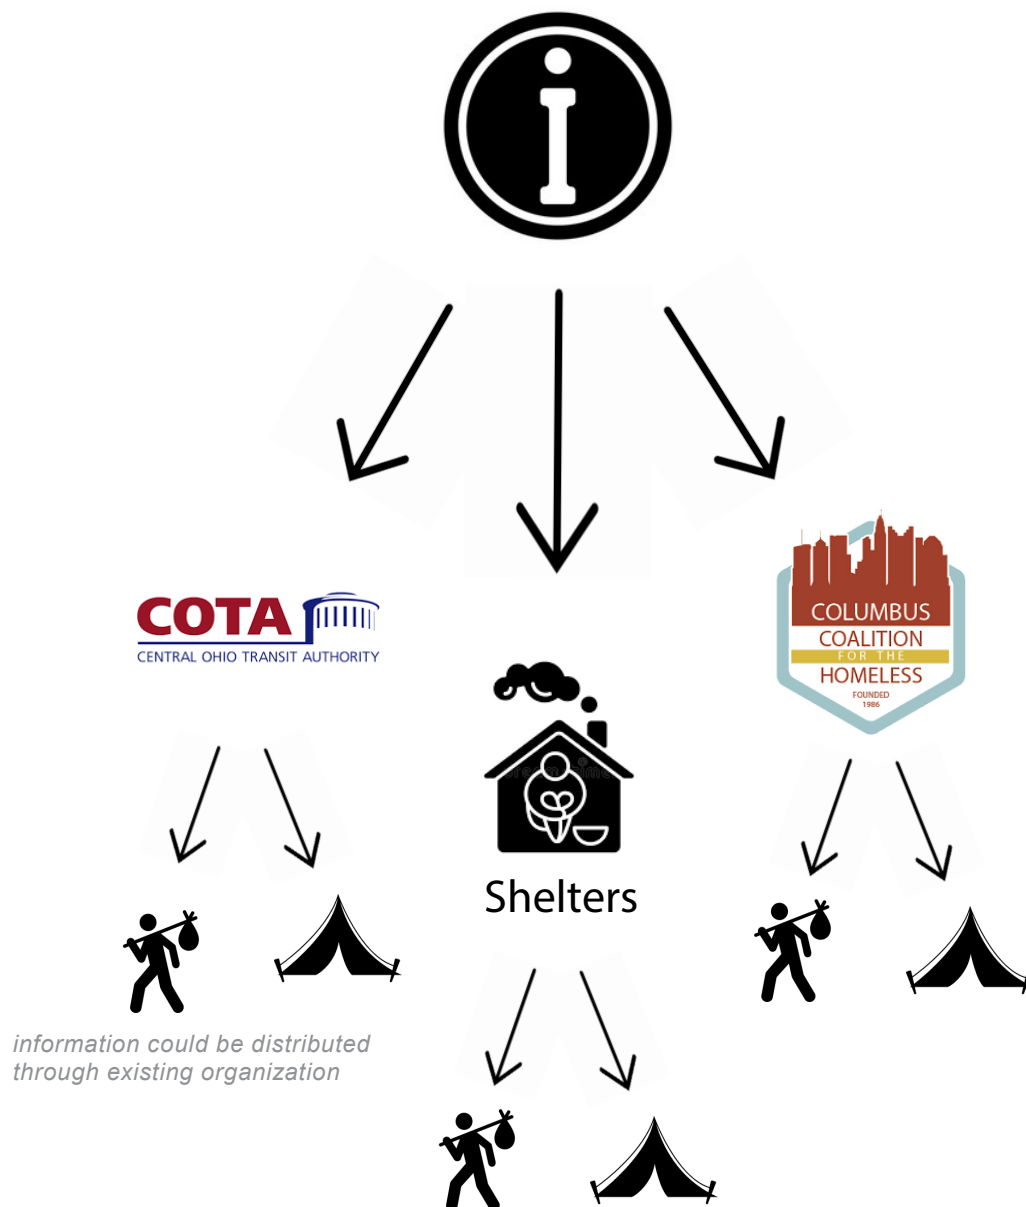 COTA
CENTRAL OHIO TRANSIT AUTHORITY
COLUMBUS
COALITION
FOR THE
HOMELESS
FOUNDED
1986
Shelters
information could be distributed
through existing organization